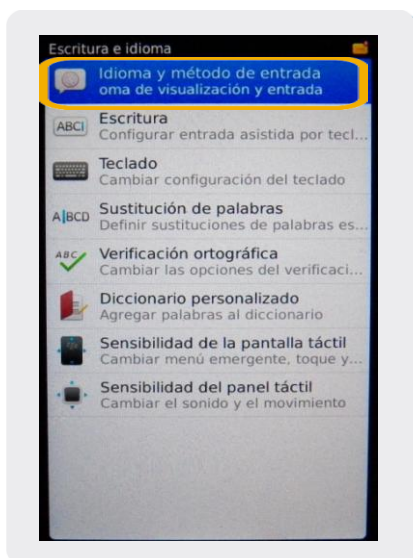 Escritura e idioma
Idioma y método de entrada
oma de visualización y entrada
ABC
Escritura
Configurar entrada asistida por tecl...
Teclado
Cambiar configuración del teclado
A|BCD
Sustitución de palabras
Definir sustituciones de palabras es...
ABC
Verificación ortográfica
Cambiar las opciones del verificaci...
Diccionario personalizado
Agregar palabras al diccionario
Sensibilidad de la pantalla táctil
Cambiar menú emergente, toque y...
Sensibilidad del panel táctil
Cambiar el sonido y el movimiento